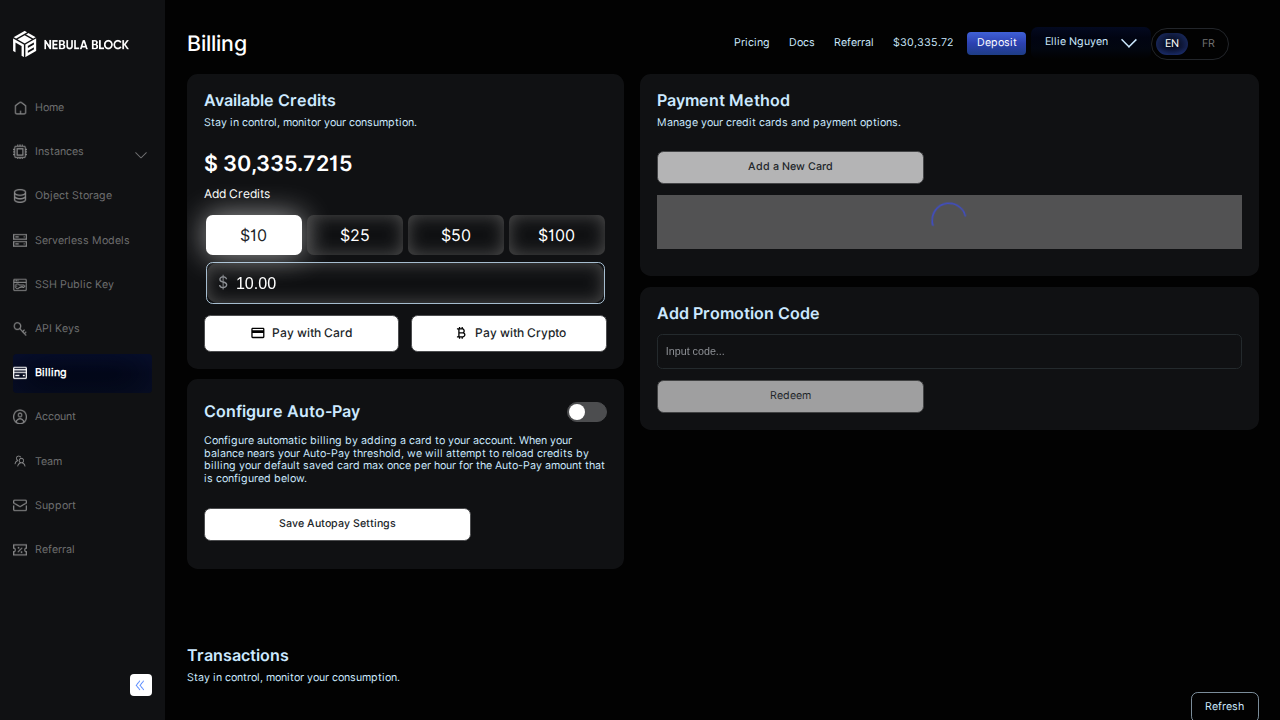 NEBULA BLOCK
Home
Instances
Object Storage
Serverless Models
SSH Public Key
API Keys
Billing
Account
Team
Support
Referral
Billing
Pricing
Docs
Referral
$30,335.72
Deposit
Ellie Nguyen
EN
FR
Available Credits
Stay in control, monitor your consumption.
$ 30,335.7215
Add Credits
$10
$25
$50
$100
$ 10.00
Pay with Card
Pay with Crypto
Configure Auto-Pay
Configure automatic billing by adding a card to your account. When your
balance nears your Auto-Pay threshold, we will attempt to reload credits by
billing your default saved card max once per hour for the Auto-Pay amount that
is configured below.
Save Autopay Settings
Payment Method
Manage your credit cards and payment options.
Add a New Card
Add Promotion Code
Input code...
Redeem
Transactions
Stay in control, monitor your consumption.
Refresh